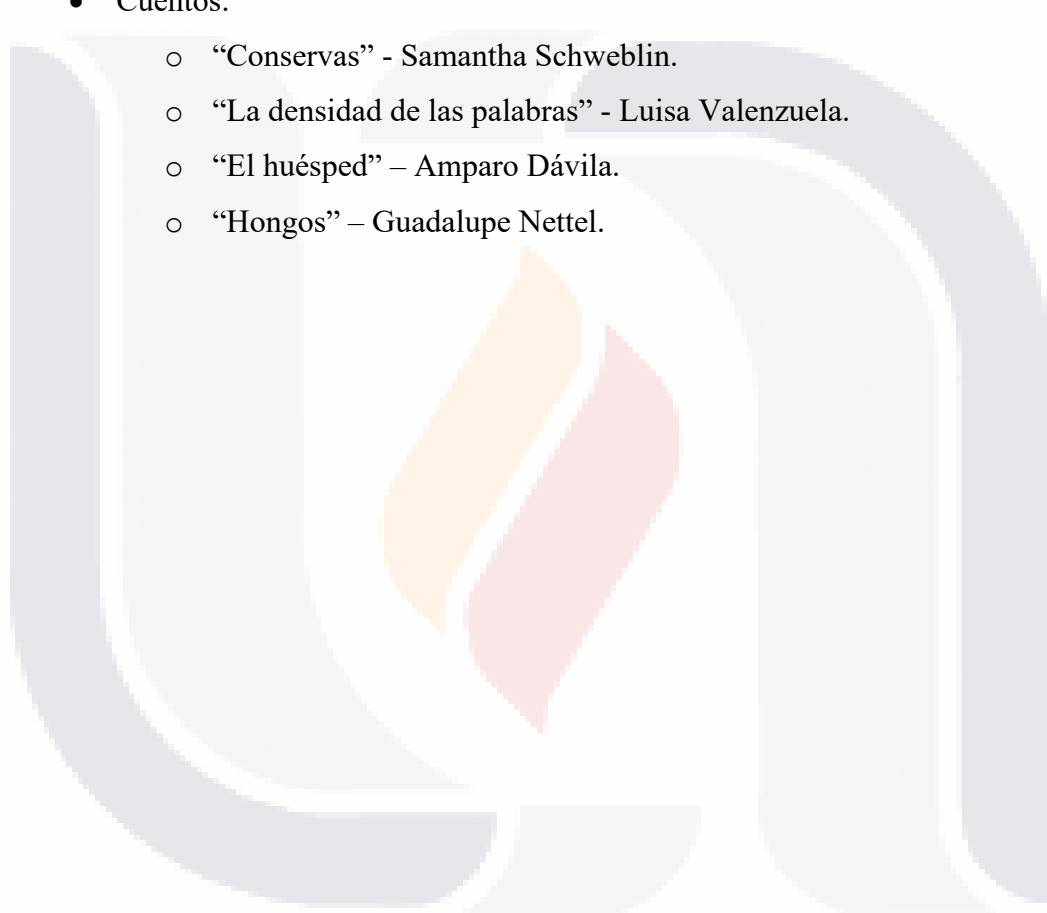 • Cuentos:
o “Conservas” - Samantha Schweblin.
o “La densidad de las palabras” - Luisa Valenzuela.
o “El huésped” – Amparo Dávila.
o “Hongos” – Guadalupe Nettel.